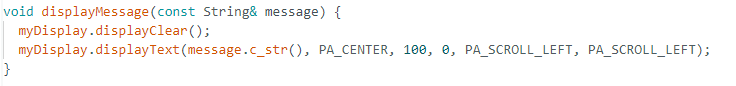 void displayMessage(const String& message) {
  myDisplay.displayClear();
  myDisplay.displayText(message.c_str(), PA_CENTER, 100, 0, PA_SCROLL_LEFT, PA_SCROLL_LEFT);
}